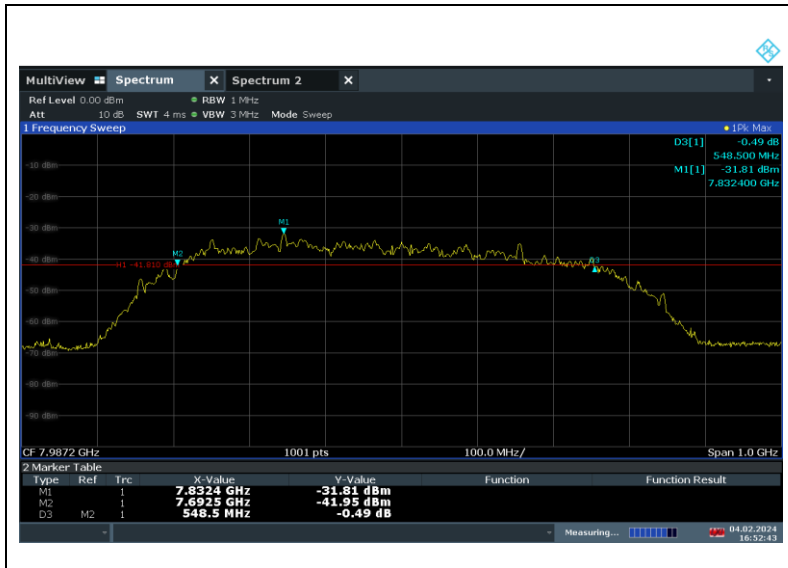 R S
MultiView Spectrum X Spectrum 2 X
Ref Level 0.00 dBm RBW 1 MHz
Att 10 dB SWT 4 ms VBW 3 MHz Mode Sweep
1 Frequency Sweep 1Pk Max
D3[1] -0.49 dB
548.500 MHz
M1[1] -31.81 dBm
7.832400 GHz
-10 dBm
-20 dBm
M1
-30 dBm
M2
-40 dBm
H1 -41.810 dBm
D3
-50 dBm
-60 dBm
-70 dBm
-80 dBm
-90 dBm
CF 7.9872 GHz 1001 pts 100.0 MHz/ Span 1.0 GHz
2 Marker Table
Type Ref Trc X-Value Y-Value Function Function Result
M1 1 7.8324 GHz -31.81 dBm
M2 1 7.6925 GHz -41.95 dBm
D3 M2 1 548.5 MHz -0.49 dB
Measuring... 04.02.2024
16:52:43